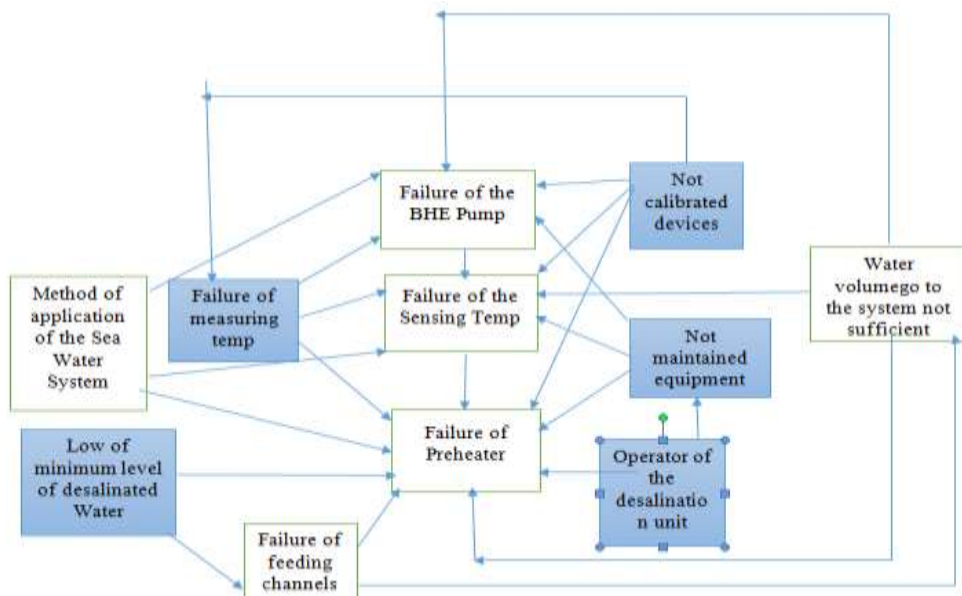 Failure of the
BHE Pump
Not
calibrated
devices
Method of
application
of the Sea
Water
System
Failure of
measuring
temp
Failure of the
Sensing Temp
Water
volumego to
the system not
sufficient
Not
maintained
equipment
Low of
minimum level
of desalinated
Water
Failure of
Preheater
Operator of
the
desalinatio
n unit
Failure of
feeding
channels